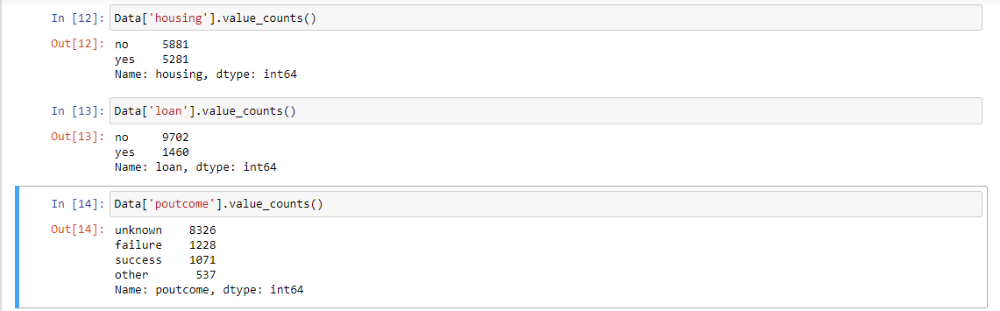 In [12]: Data['housing'].value_counts()
Out[12]: no     5881
yes    5281
Name: housing, dtype: int64
In [13]: Data['loan'].value_counts()
Out[13]: no     9702
yes    1460
Name: loan, dtype: int64
In [14]: Data['poutcome'].value_counts()
Out[14]: unknown    8326
failure    1228
success    1071
other       537
Name: poutcome, dtype: int64